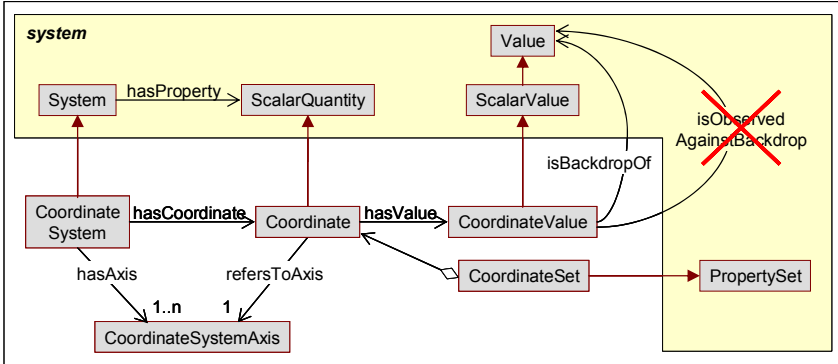 system
Value
System
hasProperty
ScalarQuantity
ScalarValue
isObserved
AgainstBackdrop
isBackdropOf
Coordinate
System
hasCoordinate
Coordinate
hasValue
CoordinateValue
hasAxis
refersToAxis
CoordinateSet
PropertySet
1..n
1
CoordinateSystemAxis